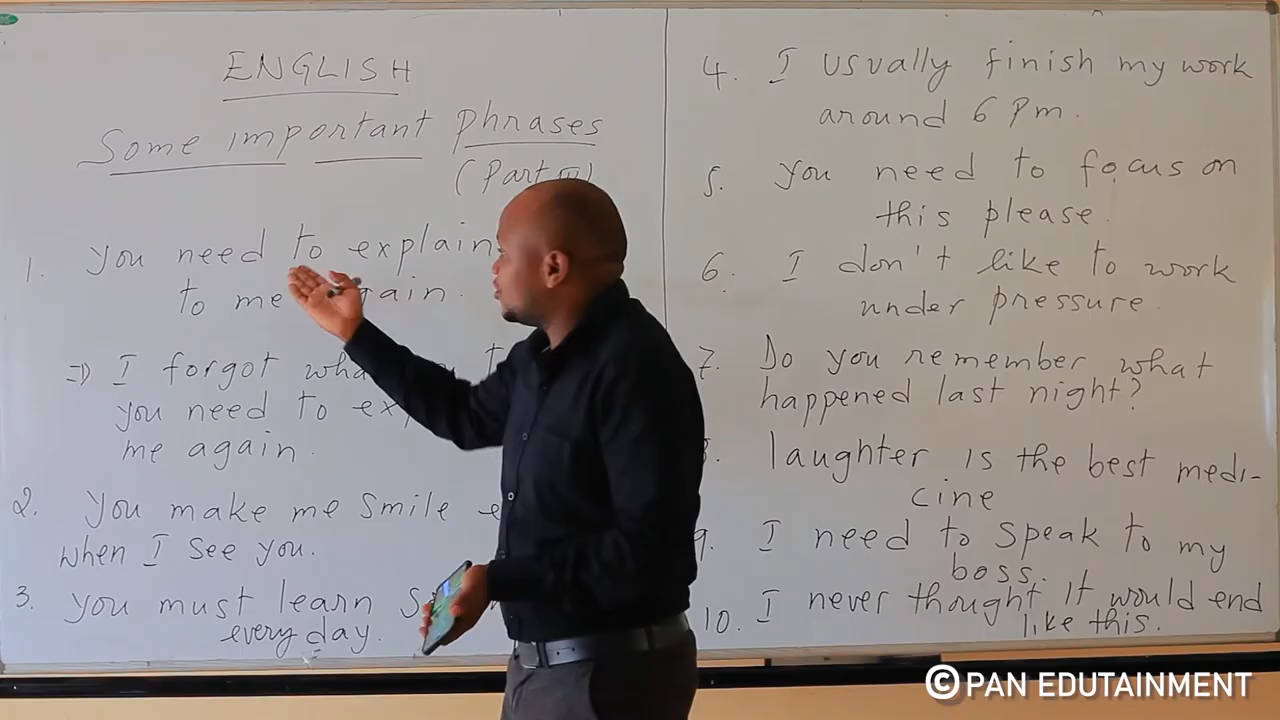 ENGLISH
Some important phrases
(Part III)
1. you need to explain
to me again.
=> I forgot
you need to
me again.
2. you make me smile
when I see you.
3. you must learn
every day.
4. I usually finish my work
around 6 pm.
5. you need to focus on
this please.
6. I don't like to work
under pressure.
7. Do you remember what
happened last night?
8. laughter is the best medi-
cine
9. I need to speak to my
boss.
10. I never thought it would end
like this.
© PAN EDUTAINMENT